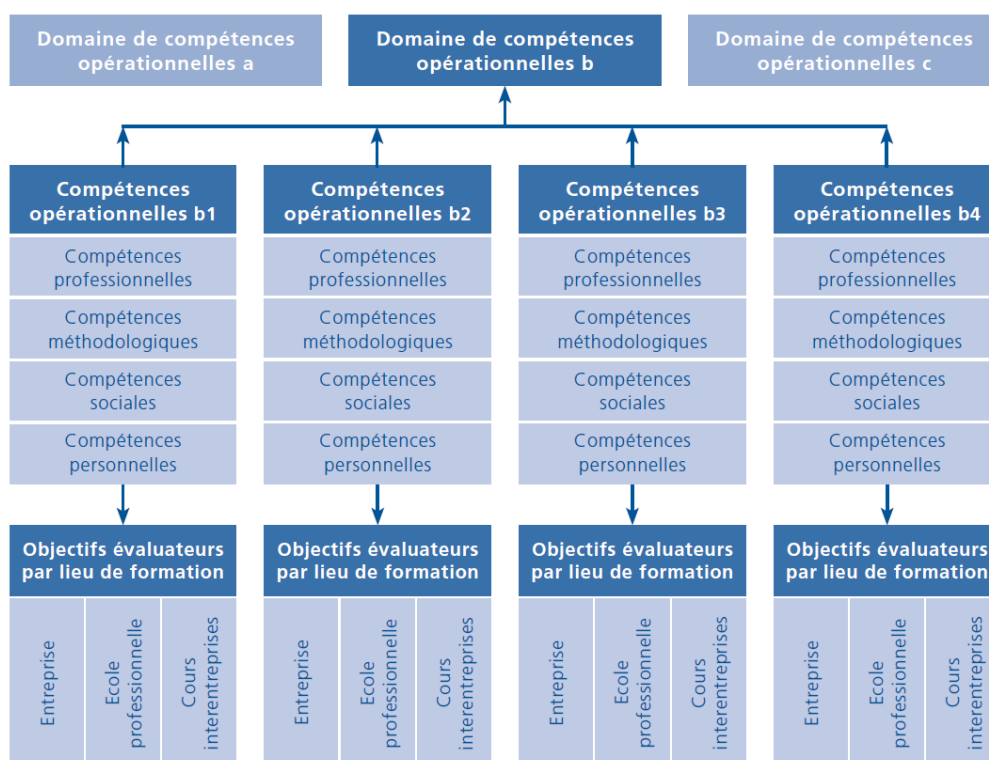 Domaine de compétences
opérationnelles a
Domaine de compétences
opérationnelles b
Domaine de compétences
opérationnelles c
Compétences
opérationnelles b1
Compétences
opérationnelles b2
Compétences
opérationnelles b3
Compétences
opérationnelles b4
Compétences
professionnelles
Compétences
professionnelles
Compétences
professionnelles
Compétences
professionnelles
Compétences
méthodologiques
Compétences
méthodologiques
Compétences
méthodologiques
Compétences
méthodologiques
Compétences
sociales
Compétences
sociales
Compétences
sociales
Compétences
sociales
Compétences
personnelles
Compétences
personnelles
Compétences
personnelles
Compétences
personnelles
Objectifs évaluateurs
par lieu de formation
Objectifs évaluateurs
par lieu de formation
Objectifs évaluateurs
par lieu de formation
Objectifs évaluateurs
par lieu de formation
Entreprise
Ecole
professionnelle
Cours
interentreprises
Entreprise
Ecole
professionnelle
Cours
interentreprises
Entreprise
Ecole
professionnelle
Cours
interentreprises
Entreprise
Ecole
professionnelle
Cours
interentreprises